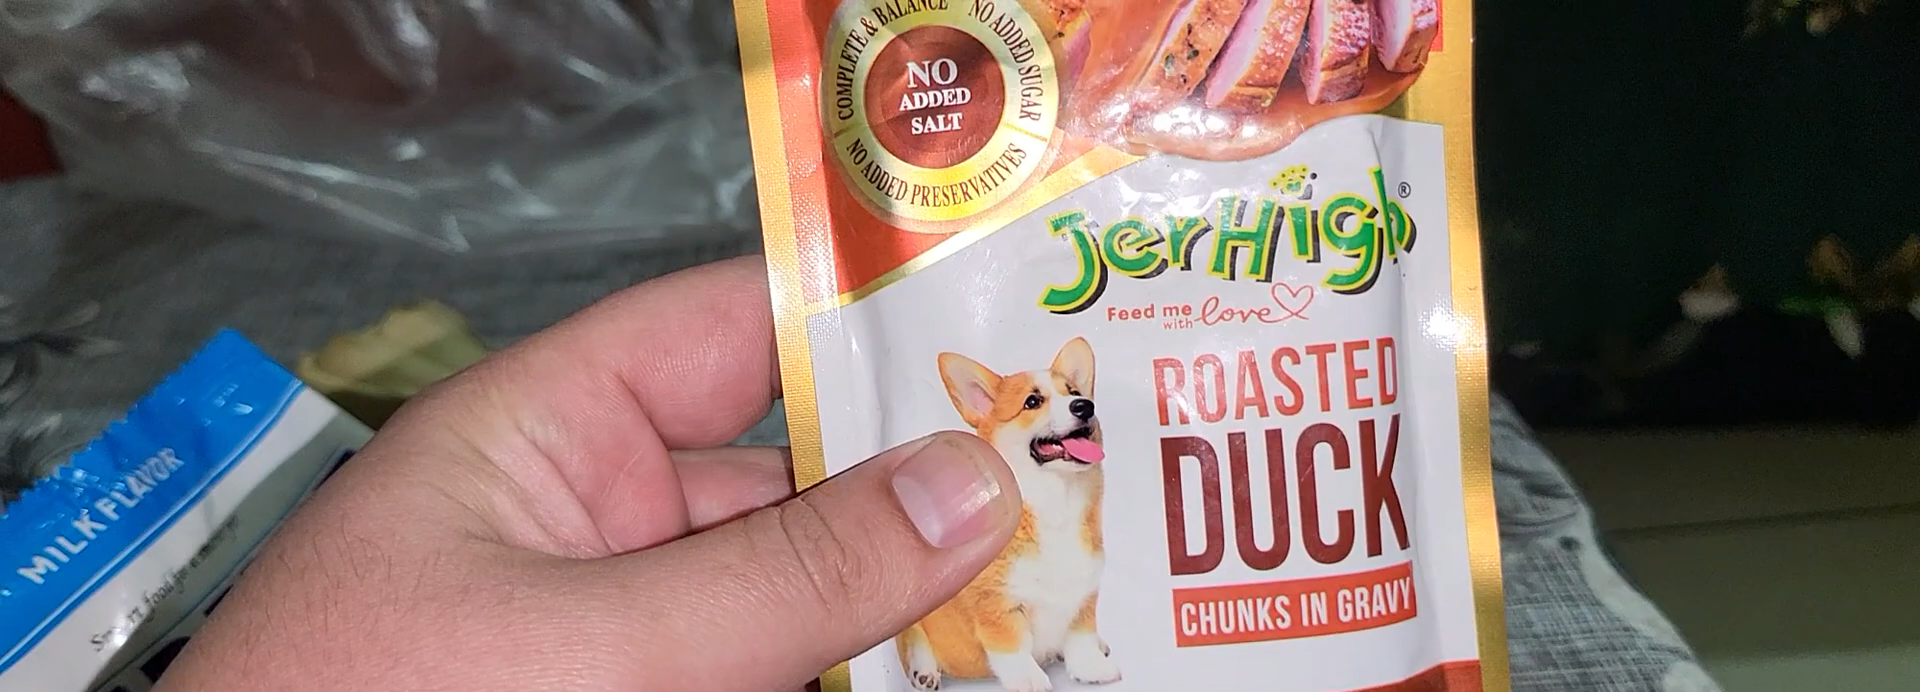 COMPLETE & BALANCE
NO ADDED SUGAR
NO ADDED PRESERVATIVES
NO
ADDED
SALT
JerHigh®
Feed me
with love
ROASTED
DUCK
CHUNKS IN GRAVY
MILK FLAVOR